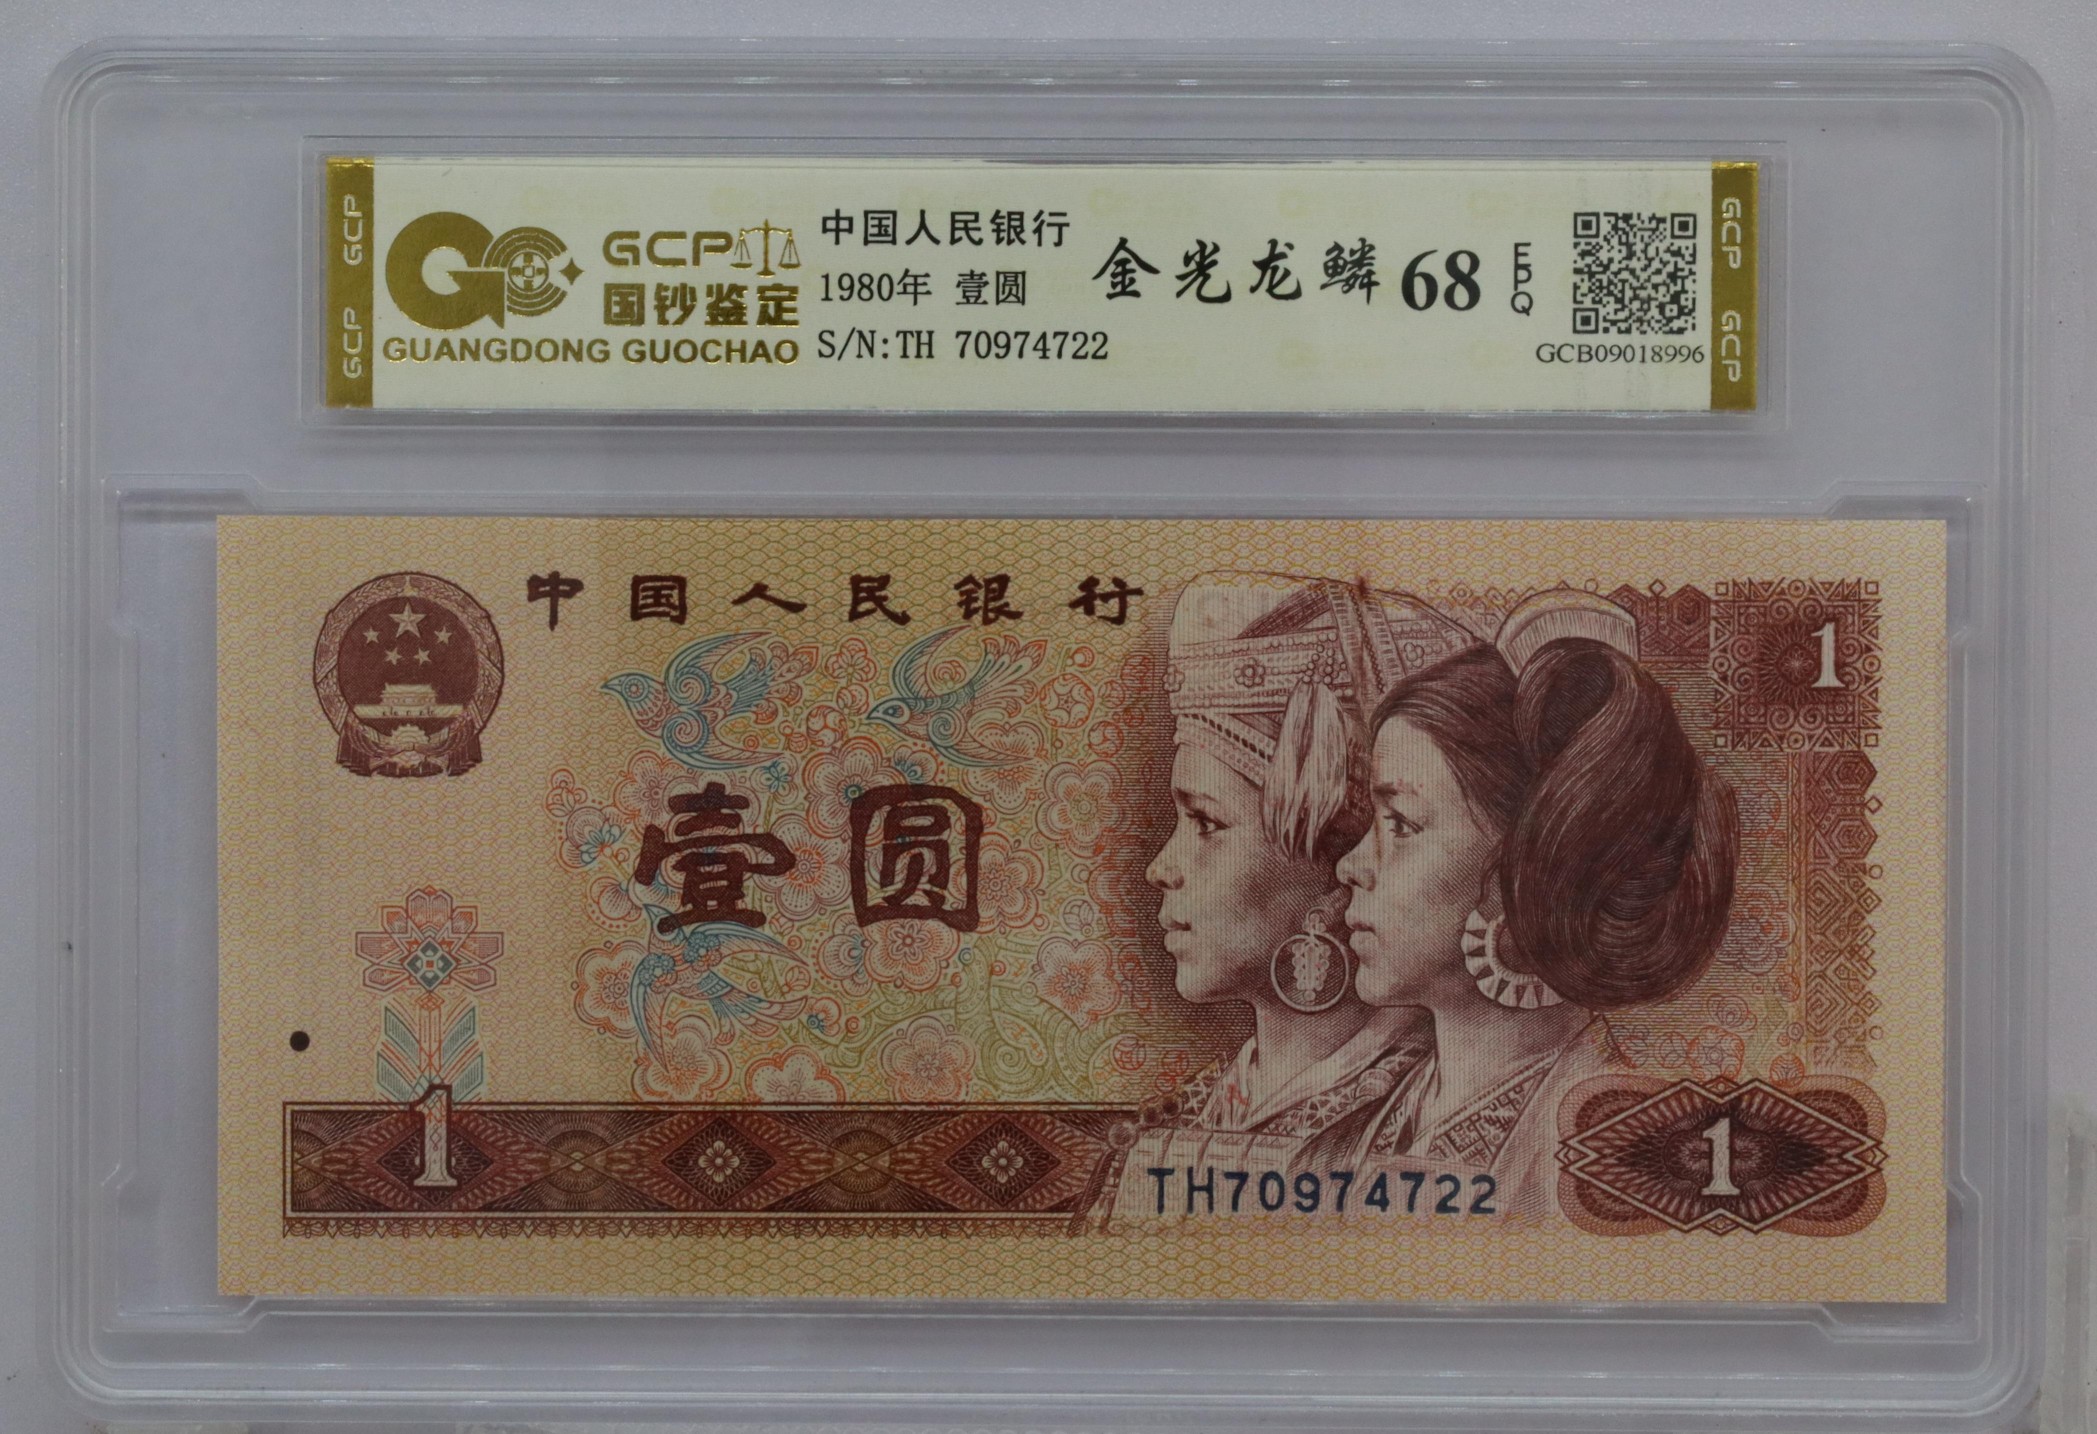 GCP
GCP
GCP
国钞鉴定
GUANGDONG GUOCHAO
中国人民银行
1980年 壹圆
S/N:TH 70974722
金光龙鳞 68
EPQ
GCB09018996
GCP
GCP
中国人民银行
1
壹圆
1
TH70974722
1